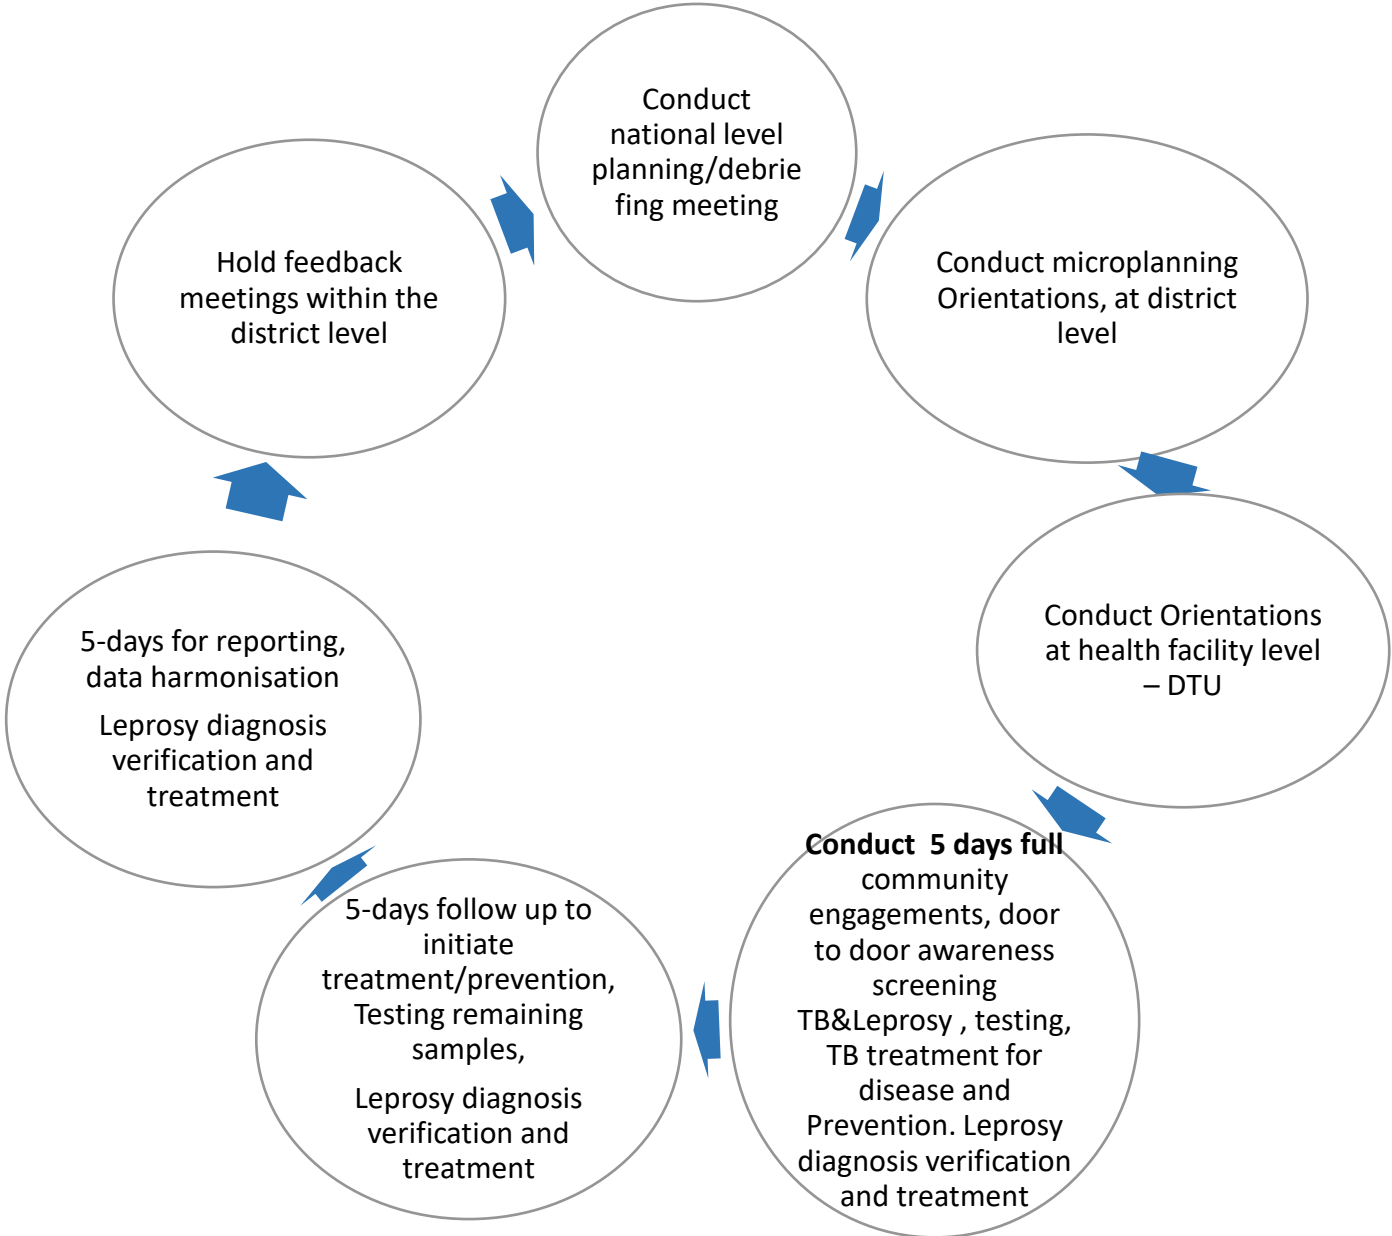 Conduct
national level
planning/debrie
fing meeting
Conduct microplanning
Orientations, at district
level
Conduct Orientations
at health facility level
– DTU
Conduct 5 days full
community
engagements, door
to door awareness
screening
TB&Leprosy , testing,
TB treatment for
disease and
Prevention. Leprosy
diagnosis verification
and treatment
5-days follow up to
initiate
treatment/prevention,
Testing remaining
samples,
Leprosy diagnosis
verification and
treatment
5-days for reporting,
data harmonisation
Leprosy diagnosis
verification and
treatment
Hold feedback
meetings within the
district level